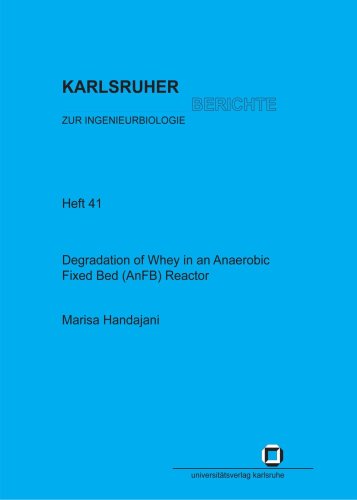 KARLSRUHER
BERICHTE
ZUR INGENIEURBIOLOGIE
Heft 41
Degradation of Whey in an Anaerobic
Fixed Bed (AnFB) Reactor
Marisa Handajani
universitätsverlag karlsruhe